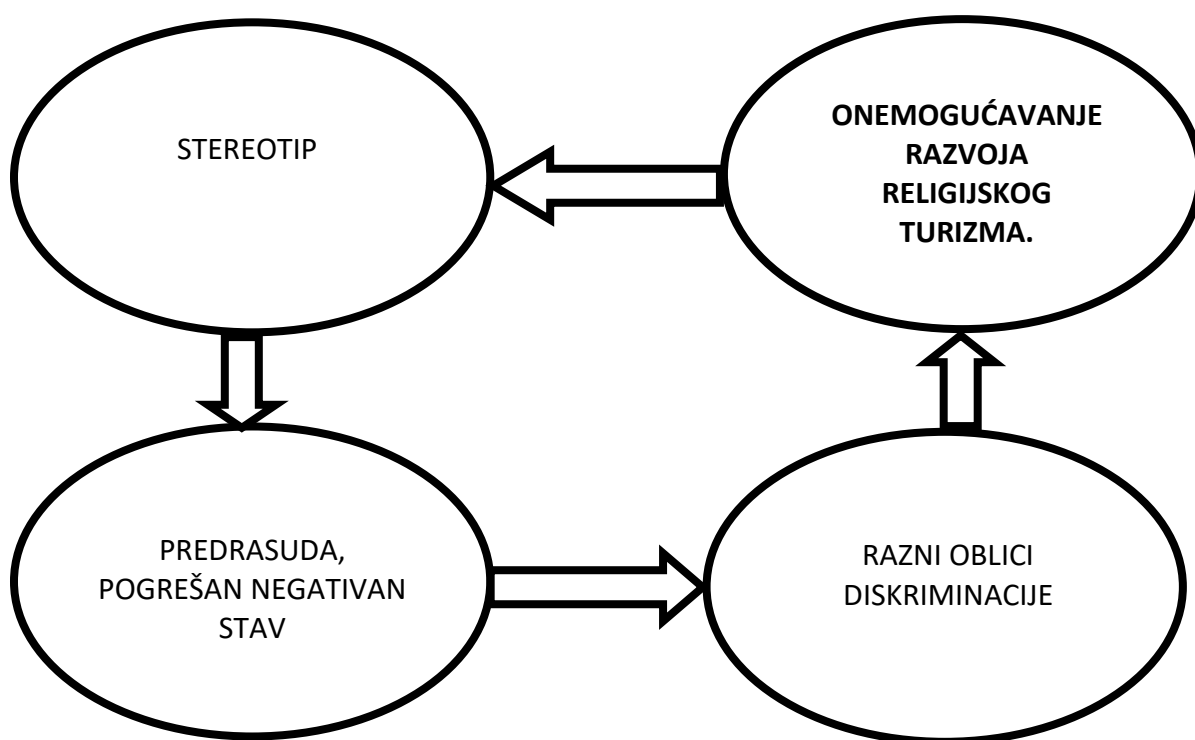 STEREOTIP
ONEMOGUĆAVANJE
RAZVOJA
RELIGIJSKOG
TURIZMA.
PREDRASUDA,
POGREŠAN NEGATIVAN
STAV
RAZNI OBLICI
DISKRIMINACIJE